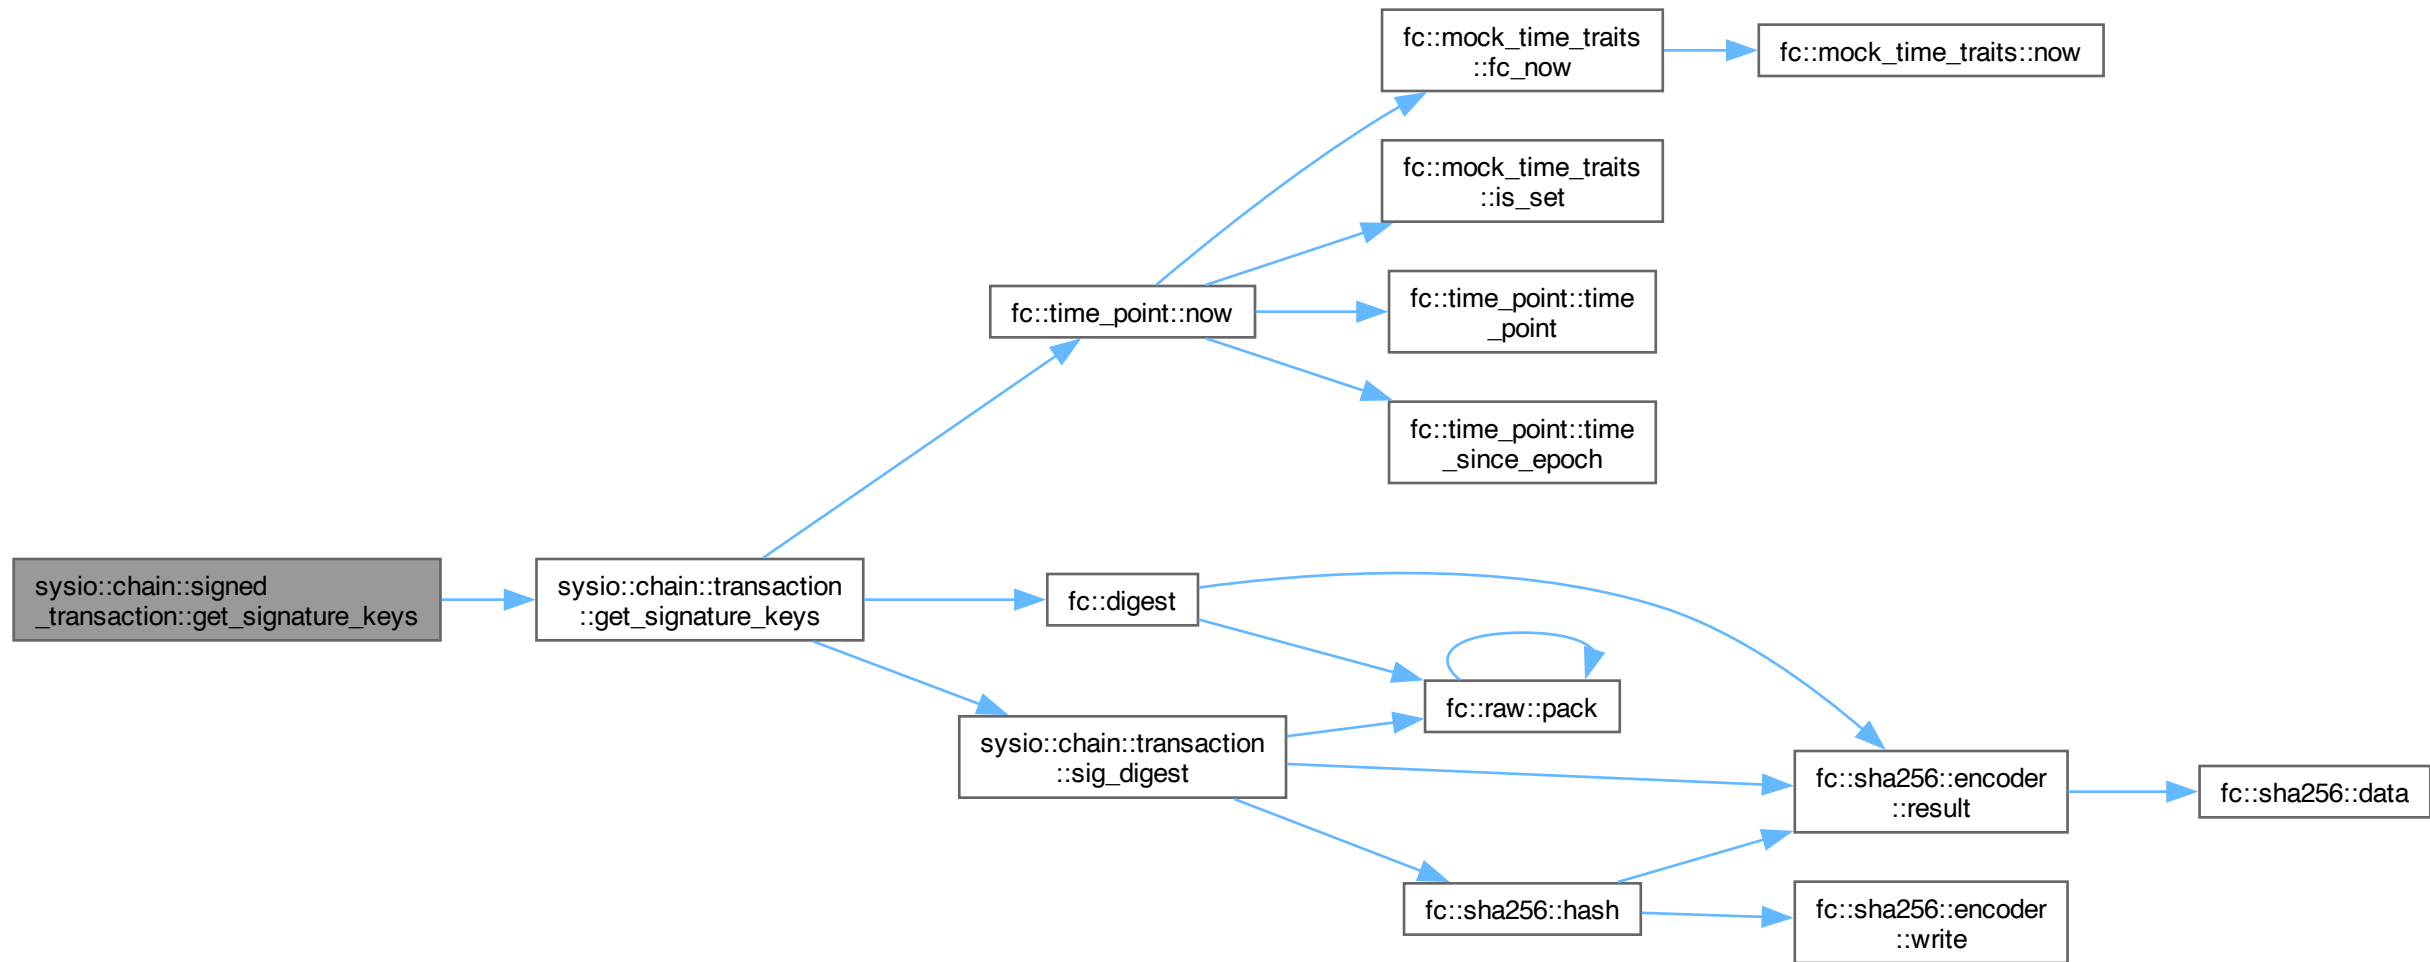 sysio::chain::signed
_transaction::get_signature_keys
sysio::chain::transaction
::get_signature_keys
fc::time_point::now
fc::mock_time_traits
::fc_now
fc::mock_time_traits::now
fc::mock_time_traits
::is_set
fc::time_point::time
_point
fc::time_point::time
_since_epoch
fc::digest
fc::raw::pack
sysio::chain::transaction
::sig_digest
fc::sha256::encoder
::result
fc::sha256::data
fc::sha256::hash
fc::sha256::encoder
::write